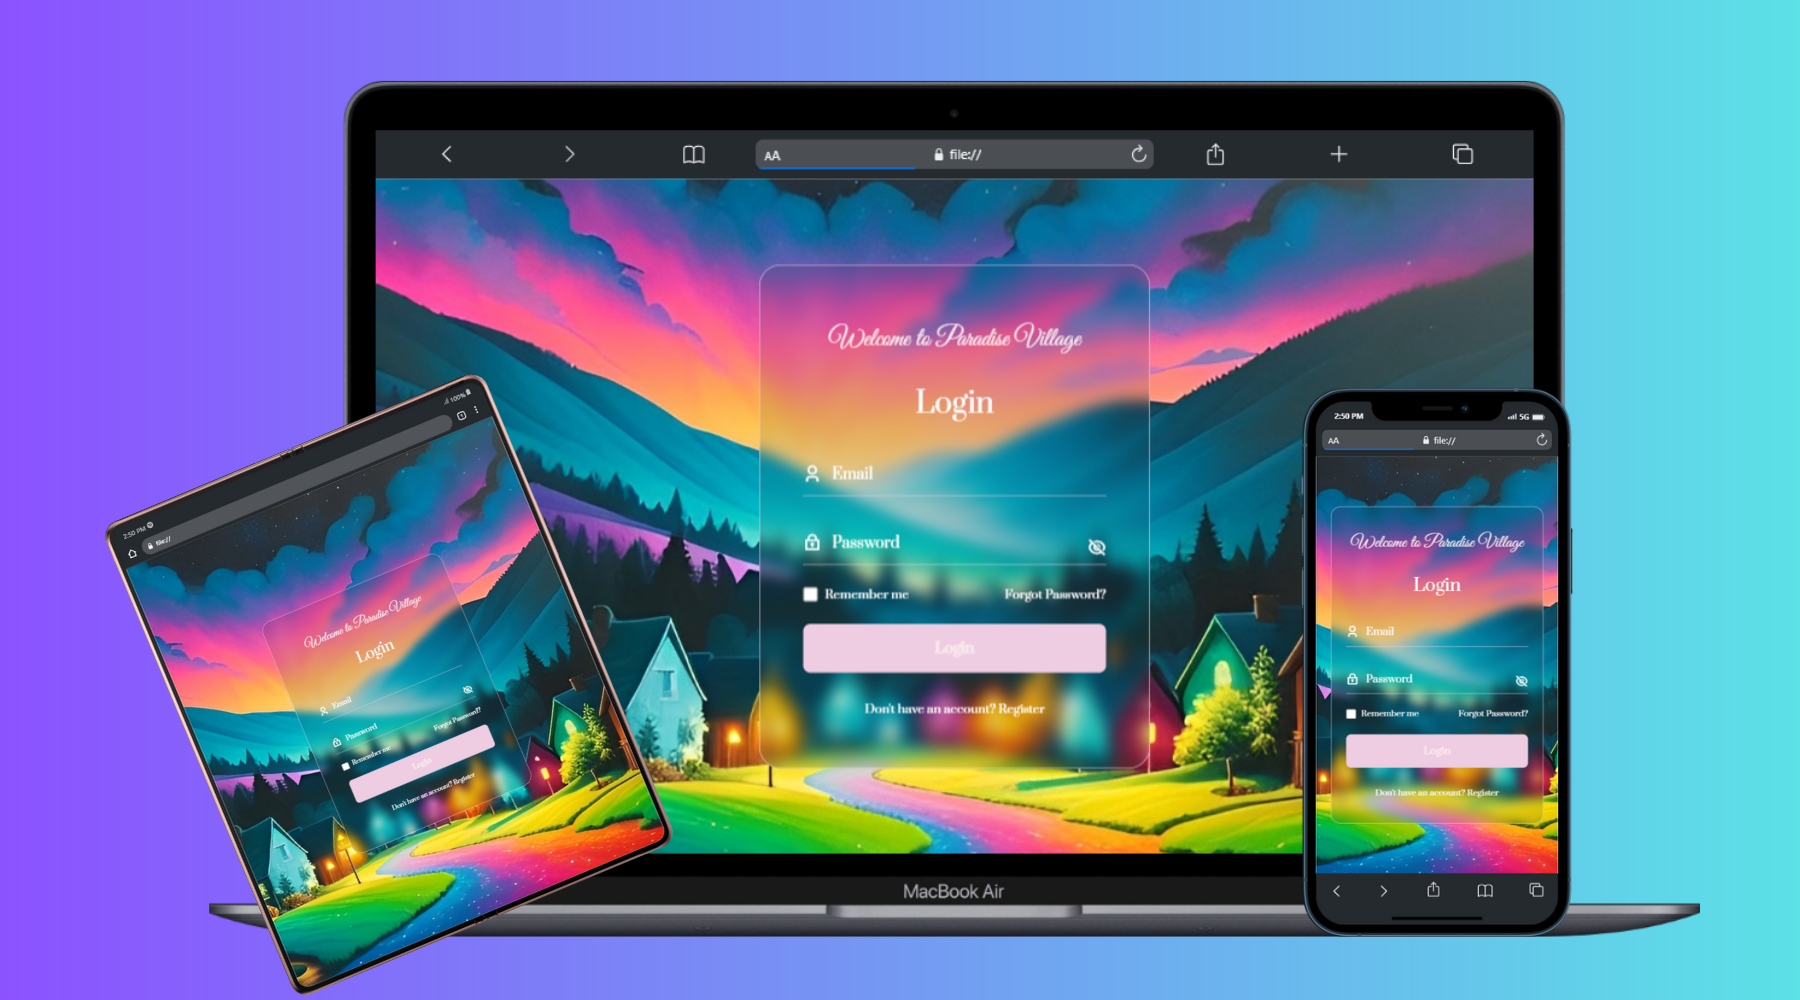 AA file://
Welcome to Paradise Village
Login
Email
Password
Remember me Forgot Password?
Login
Don't have an account? Register
MacBook Air
2:50 PM 100%
file://
Welcome to Paradise Village
Login
Email
Password
Remember me Forgot Password?
Login
Don't have an account? Register
2:50 PM 5G
AA file://
Welcome to Paradise Village
Login
Email
Password
Remember me Forgot Password?
Login
Don't have an account? Register